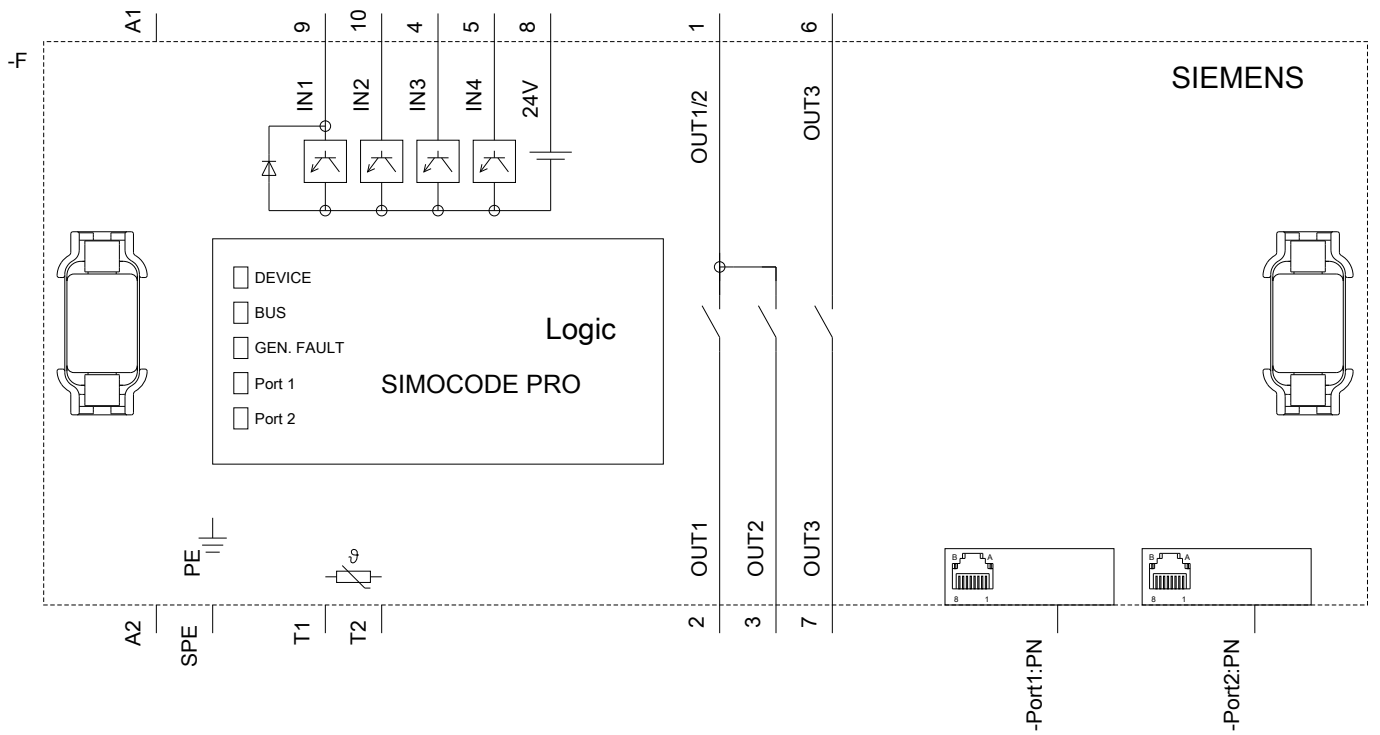 A1
9
10
4
5
8
1
6
-F
SIEMENS
IN1
IN2
IN3
IN4
24V
OUT1/2
OUT3
DEVICE
BUS
GEN. FAULT
Port 1
Port 2
Logic
SIMOCODE PRO
PE
ϑ
OUT1
OUT2
OUT3
B A
8 1
B A
8 1
A2
SPE
T1
T2
2
3
7
-Port1:PN
-Port2:PN